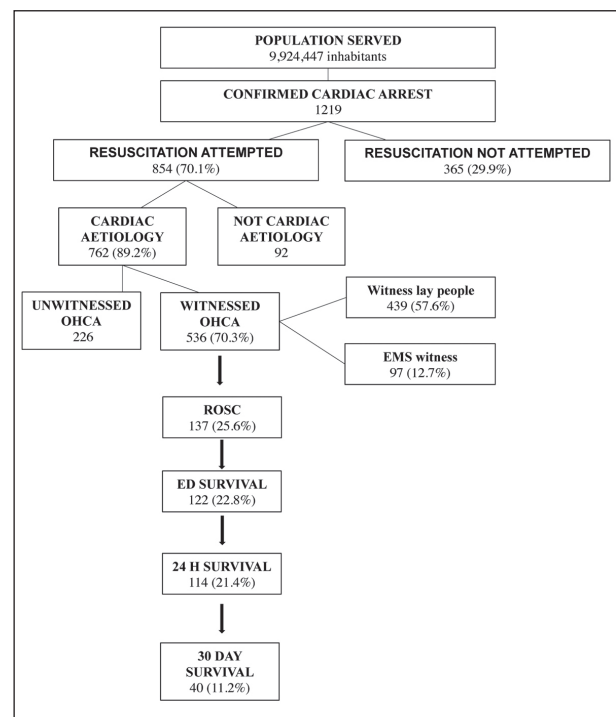 POPULATION SERVED
9,924,447 inhabitants
CONFIRMED CARDIAC ARREST
1219
RESUSCITATION ATTEMPTED
854 (70.1%)
RESUSCITATION NOT ATTEMPTED
365 (29.9%)
CARDIAC
AETIOLOGY
762 (89.2%)
NOT CARDIAC
AETIOLOGY
92
UNWITNESSED
OHCA
226
WITNESSED
OHCA
536 (70.3%)
Witness lay people
439 (57.6%)
EMS witness
97 (12.7%)
ROSC
137 (25.6%)
ED SURVIVAL
122 (22.8%)
24 H SURVIVAL
114 (21.4%)
30 DAY
SURVIVAL
40 (11.2%)